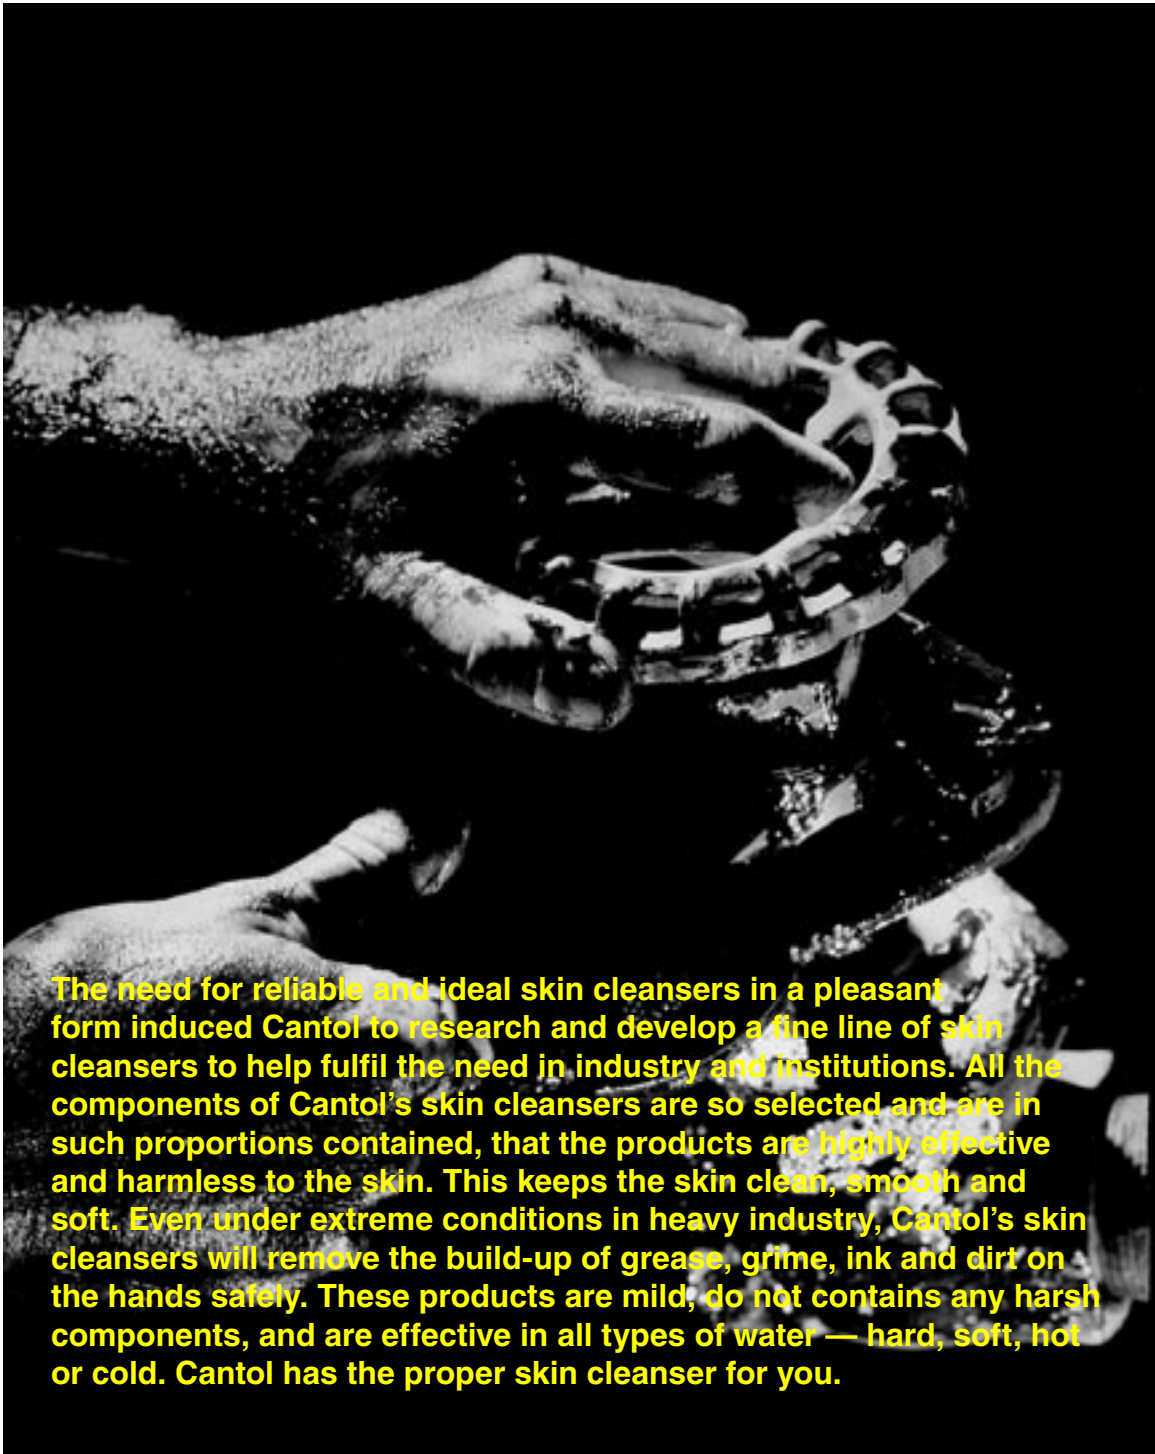 The need for reliable and ideal skin cleansers in a pleasant
form induced Cantol to research and develop a fine line of skin
cleansers to help fulfil the need in industry and institutions. All the
components of Cantol’s skin cleansers are so selected and are in
such proportions contained, that the products are highly effective
and harmless to the skin. This keeps the skin clean, smooth and
soft. Even under extreme conditions in heavy industry, Cantol’s skin
cleansers will remove the build-up of grease, grime, ink and dirt on
the hands safely. These products are mild, do not contains any harsh
components, and are effective in all types of water — hard, soft, hot
or cold. Cantol has the proper skin cleanser for you.